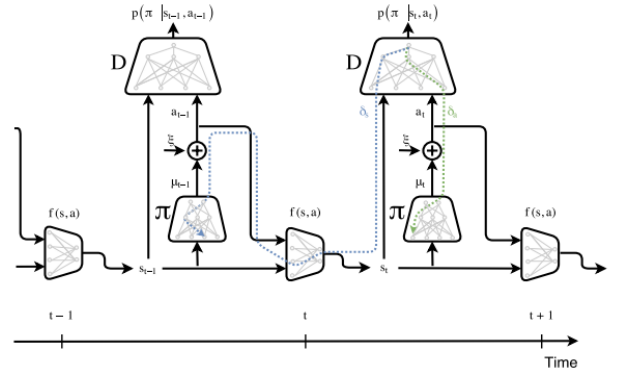 p(π |s_{t-1}, a_{t-1})
p(π |s_t, a_t)
D
D
a_{t-1}
δ_s
a_t
δ_a
+
+
μ_{t-1}
μ_t
π
π
f(s, a)
f(s, a)
f(s, a)
s_{t-1}
s_t
t-1
t
t+1
Time